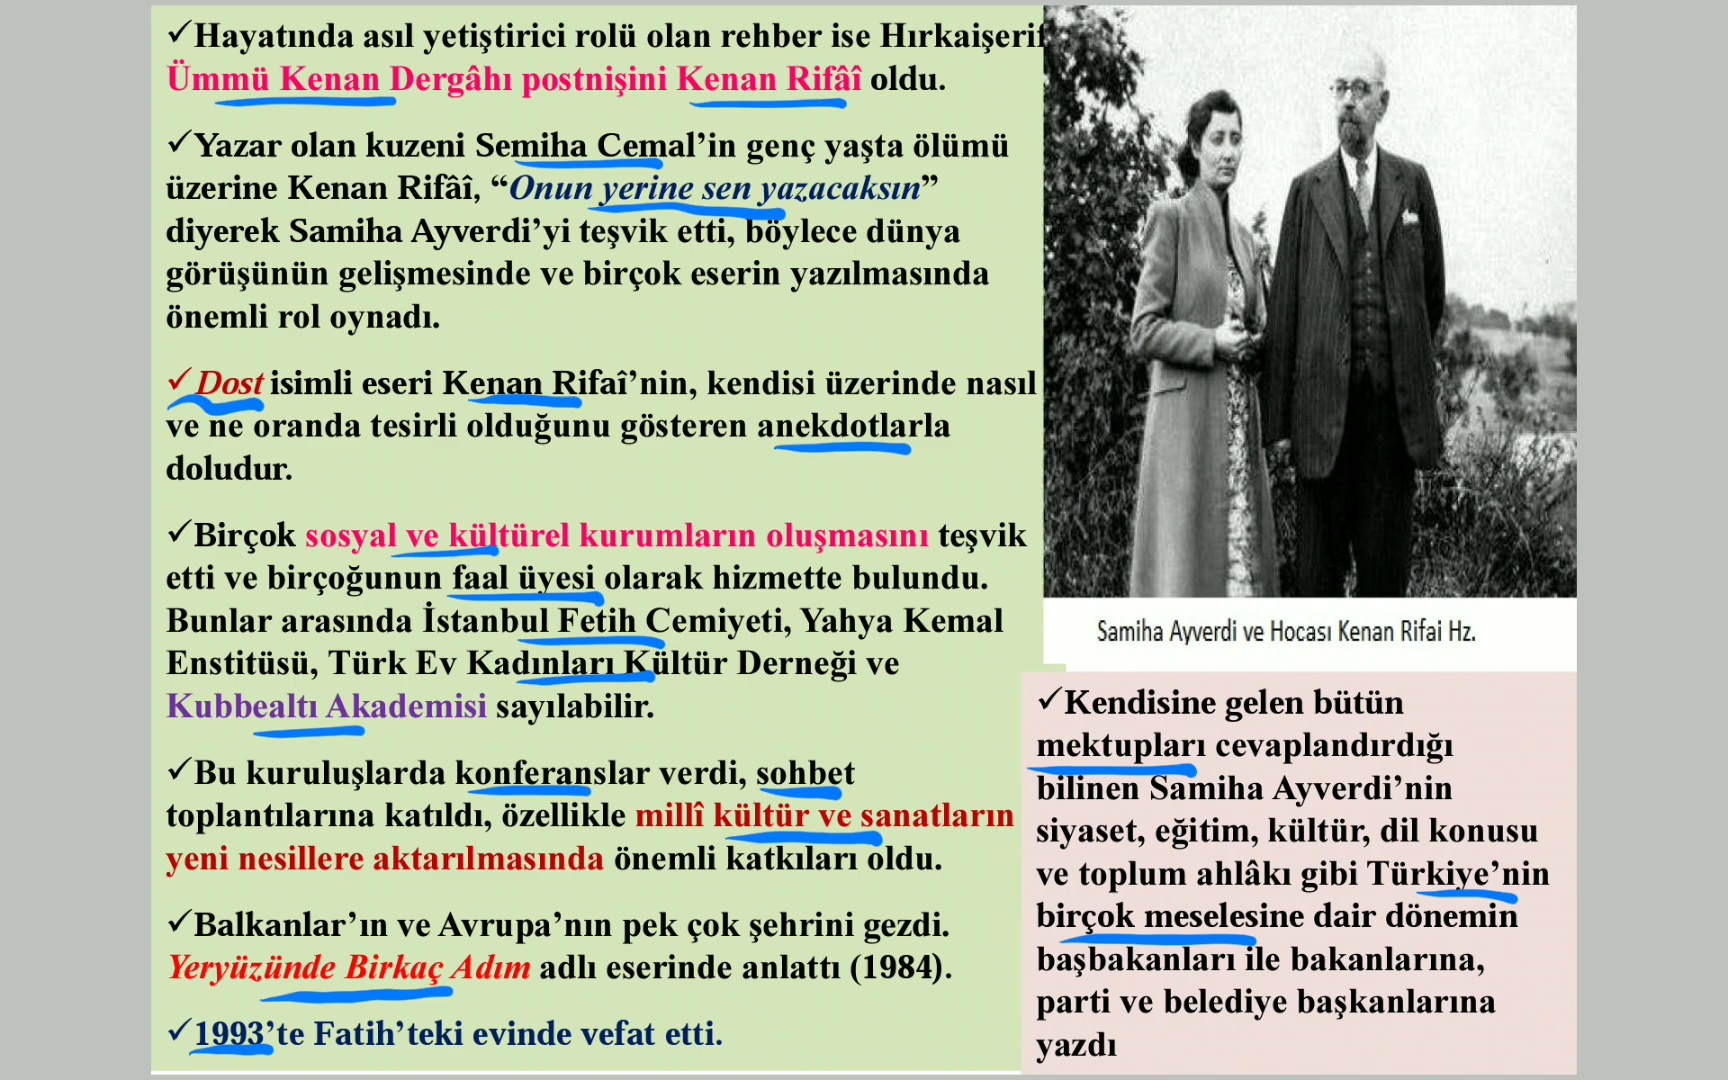 ✓Hayatında asıl yetiştirici rolü olan rehber ise Hırkaişerif
Ümmü Kenan Dergâhı postnişini Kenan Rifâî oldu.
✓Yazar olan kuzeni Semiha Cemal’in genç yaşta ölümü
üzerine Kenan Rifâî, “Onun yerine sen yazacaksın”
diyerek Samiha Ayverdi’yi teşvik etti, böylece dünya
görüşünün gelişmesinde ve birçok eserin yazılmasında
önemli rol oynadı.
✓Dost isimli eseri Kenan Rifaî’nin, kendisi üzerinde nasıl
ve ne oranda tesirli olduğunu gösteren anekdotlarla
doludur.
✓Birçok sosyal ve kültürel kurumların oluşmasını teşvik
etti ve birçoğunun faal üyesi olarak hizmette bulundu.
Bunlar arasında İstanbul Fetih Cemiyeti, Yahya Kemal
Enstitüsü, Türk Ev Kadınları Kültür Derneği ve
Kubbealtı Akademisi sayılabilir.
✓Bu kuruluşlarda konferanslar verdi, sohbet
toplantılarına katıldı, özellikle millî kültür ve sanatların
yeni nesillere aktarılmasında önemli katkıları oldu.
✓Balkanlar’ın ve Avrupa’nın pek çok şehrini gezdi.
Yeryüzünde Birkaç Adım adlı eserinde anlattı (1984).
✓1993’te Fatih’teki evinde vefat etti.
Samiha Ayverdi ve Hocası Kenan Rifai Hz.
✓Kendisine gelen bütün
mektupları cevaplandırdığı
bilinen Samiha Ayverdi’nin
siyaset, eğitim, kültür, dil konusu
ve toplum ahlâkı gibi Türkiye’nin
birçok meselesine dair dönemin
başbakanları ile bakanlarına,
parti ve belediye başkanlarına
yazdı